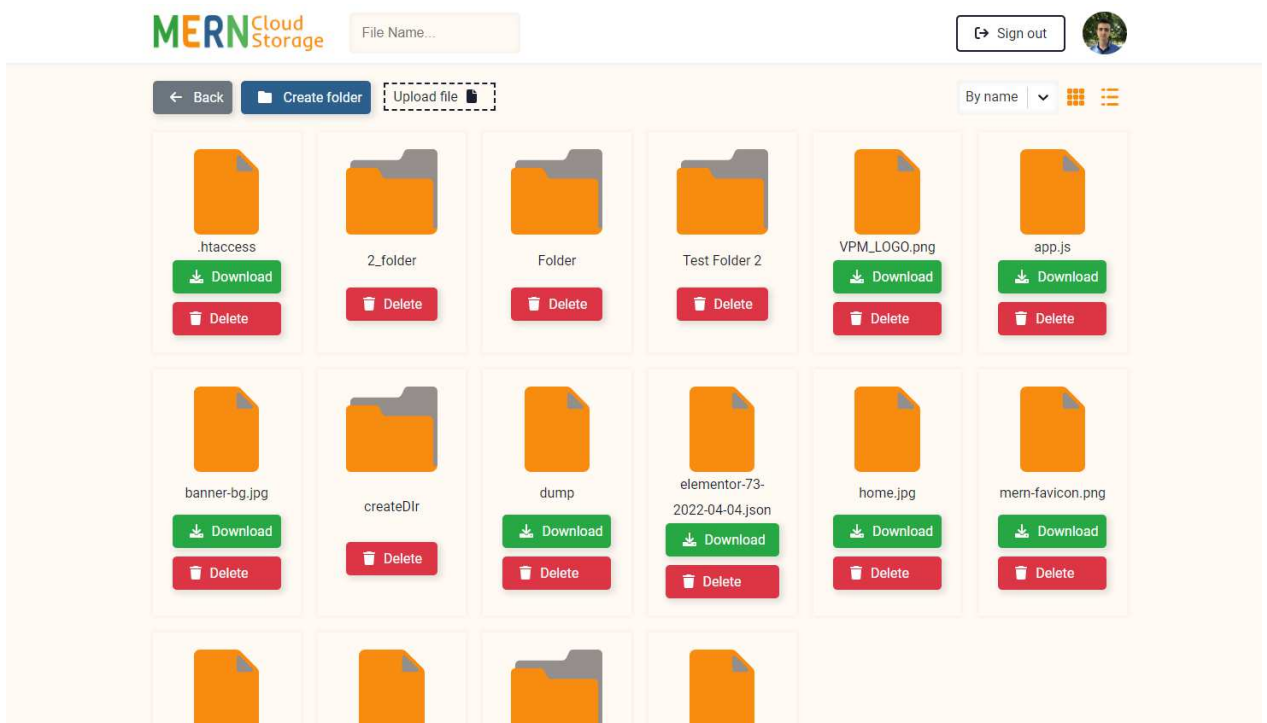 MERN Cloud Storage
File Name...
Sign out
Back
Create folder
Upload file
By name
.htaccess
Download
Delete
2_folder
Delete
Folder
Delete
Test Folder 2
Delete
VPM_LOGO.png
Download
Delete
app.js
Download
Delete
banner-bg.jpg
Download
Delete
createDIr
Delete
dump
Download
Delete
elementor-73-
2022-04-04.json
Download
Delete
home.jpg
Download
Delete
mern-favicon.png
Download
Delete